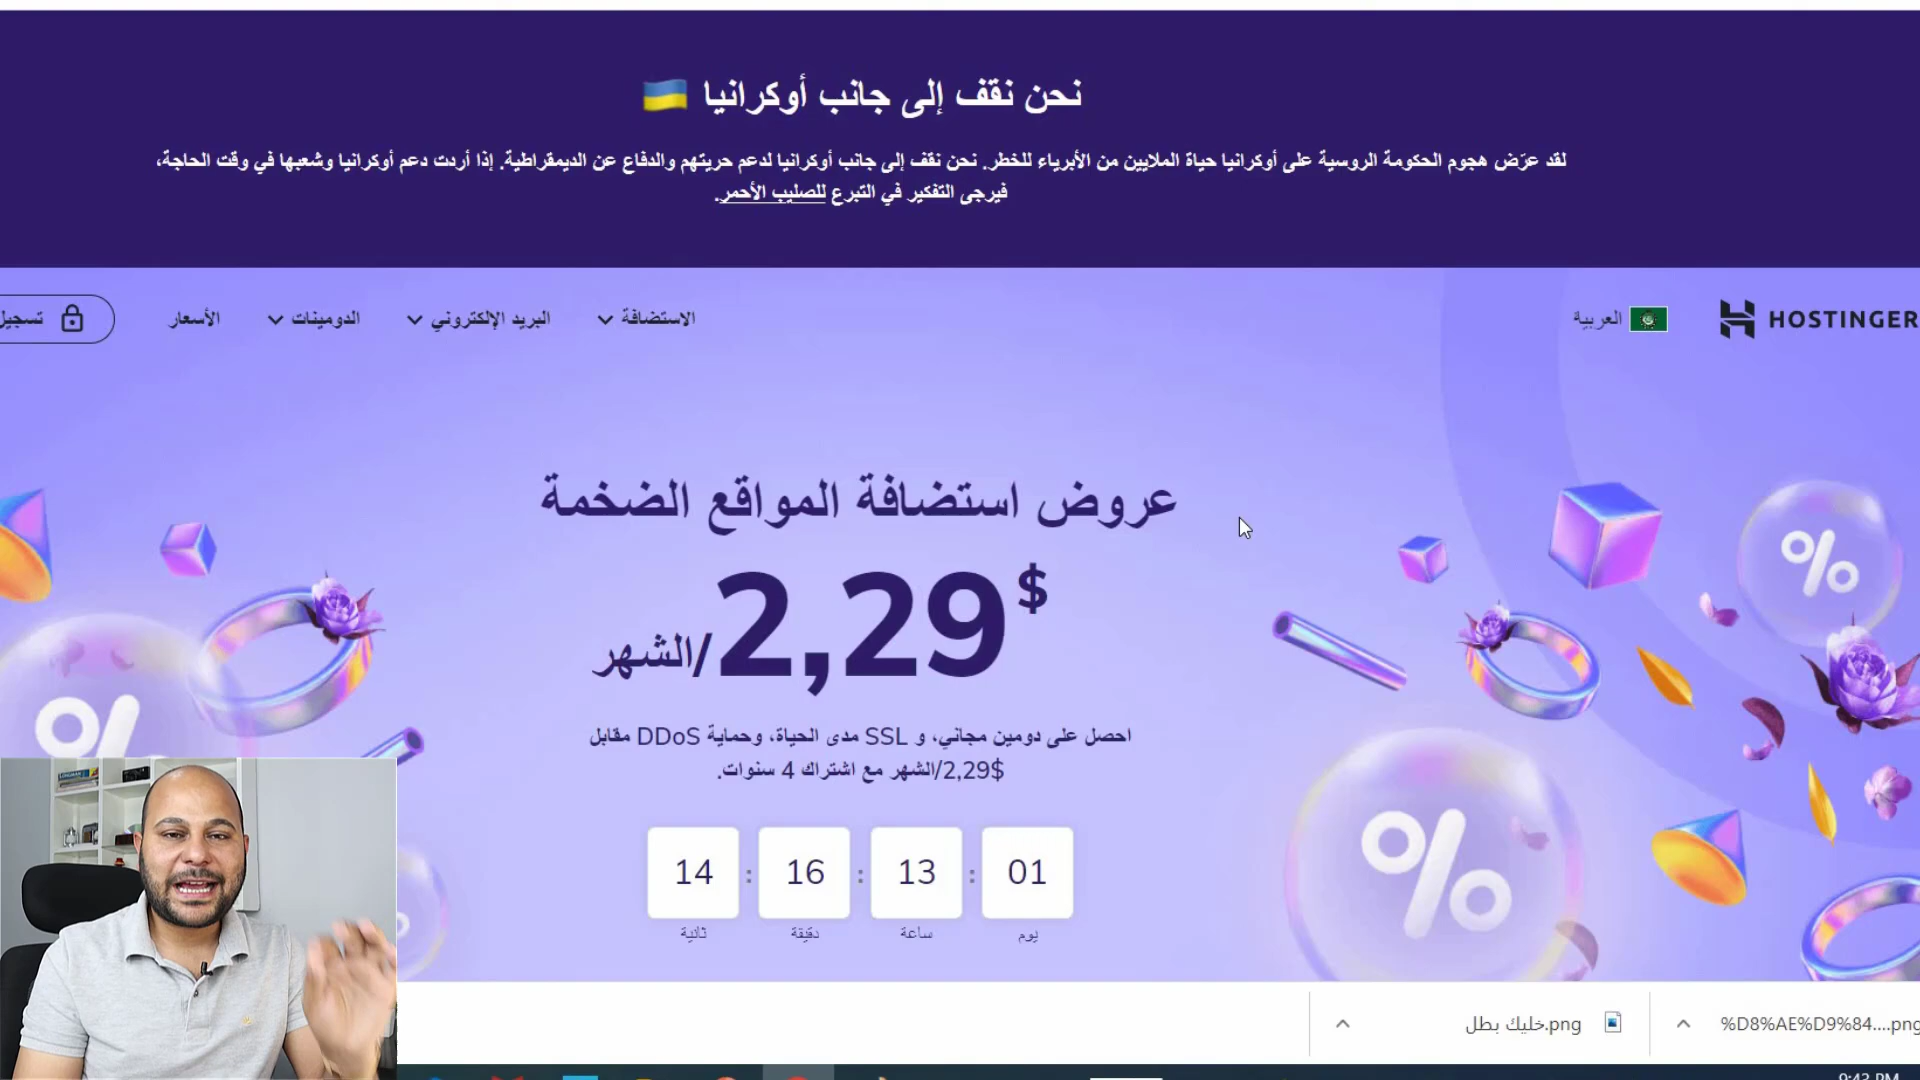 نحن نقف إلى جانب أوكرانيا
لقد عرّض هجوم الحكومة الروسية على أوكرانيا حياة الملايين من الأبرياء للخطر. نحن نقف إلى جانب أوكرانيا لدعم حريتهم والدفاع عن الديمقراطية. إذا أردت دعم أوكرانيا وشعبها في وقت الحاجة،
فيرجى التفكير في التبرع للصليب الأحمر.
HOSTINGER
العربية
الاستضافة
البريد الإلكتروني
الدومينات
الأسعار
تسجيل
عروض استضافة المواقع الضخمة
$2,29/الشهر
احصل على دومين مجاني، و SSL مدى الحياة، وحماية DDoS مقابل
$2,29/الشهر مع اشتراك 4 سنوات.
01 : 13 : 16 : 14
يوم ساعة دقيقة ثانية
%
%
%
%D8%AE%D9%84....png
خليك بطل.png